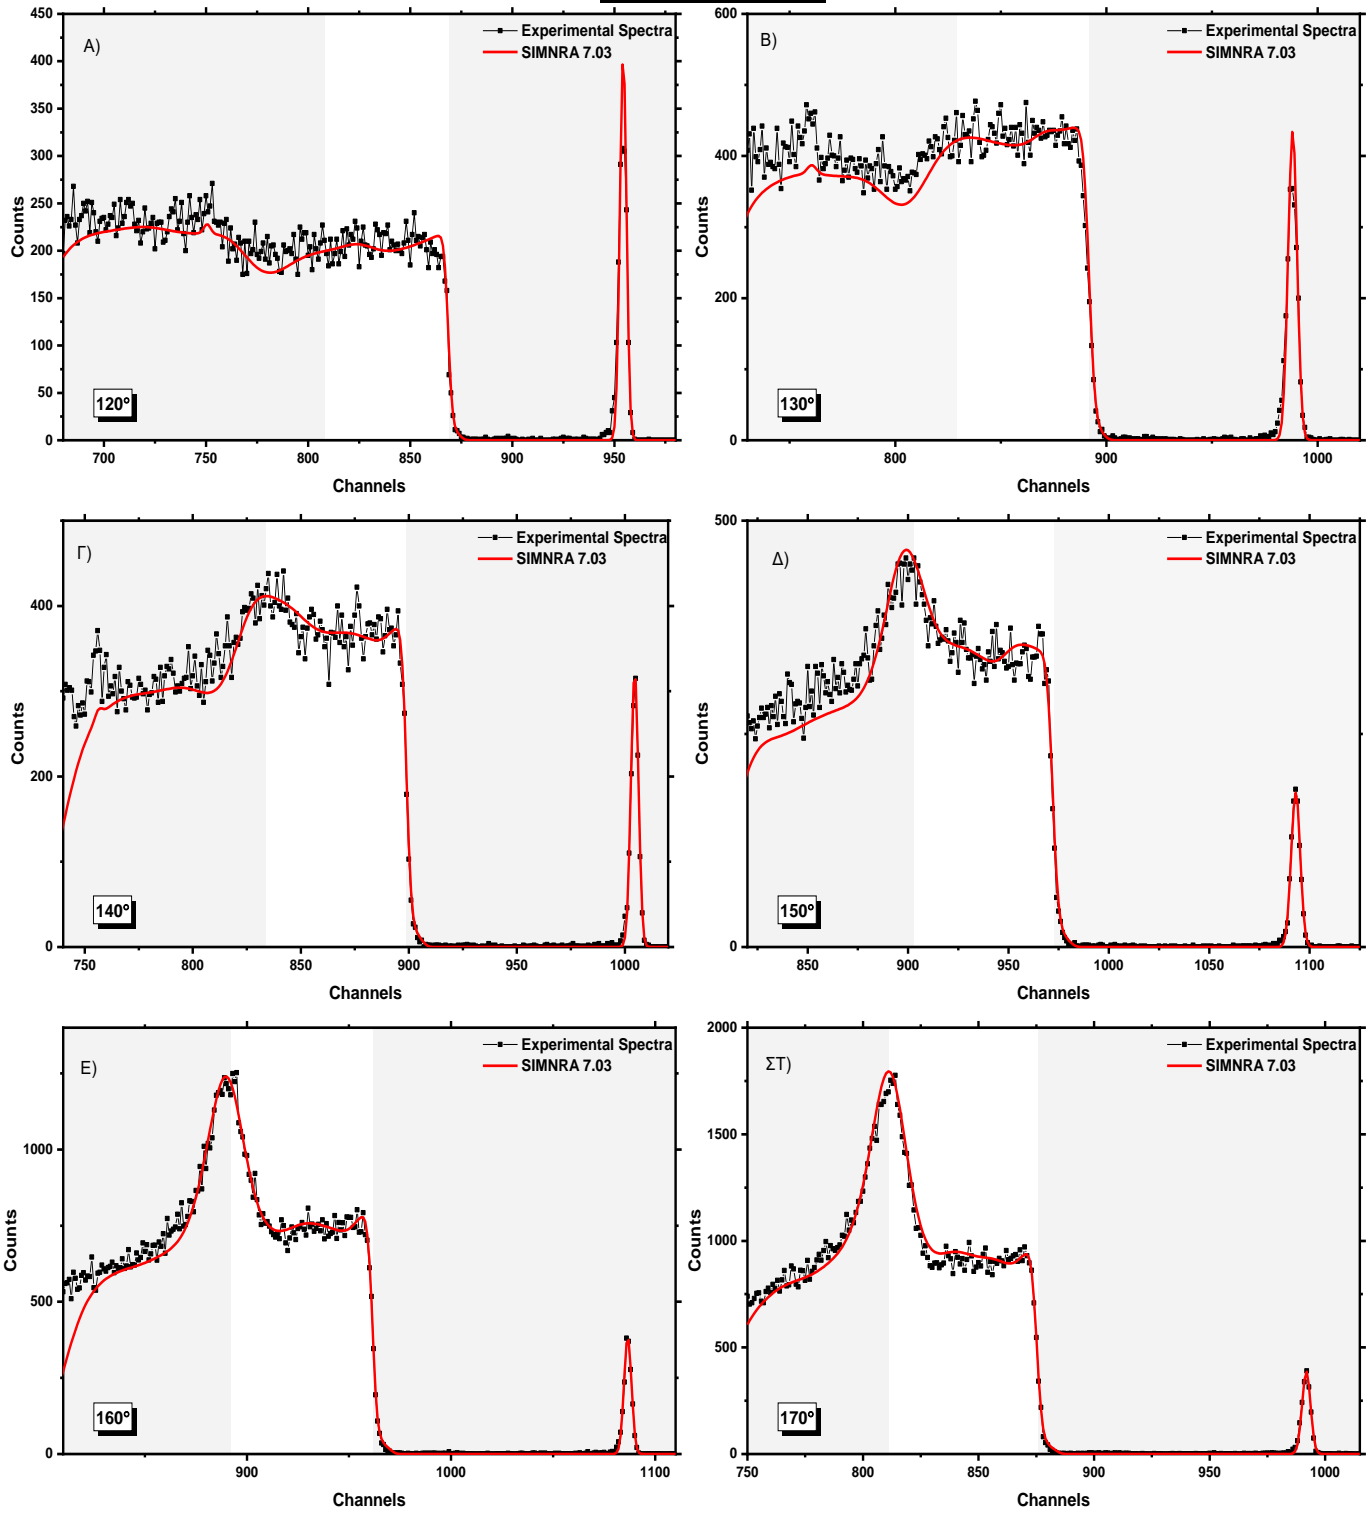 A)
Experimental Spectra
SIMNRA 7.03
450
400
350
300
250
200
150
100
50
0
Counts
120°
700
750
800
850
900
950
Channels
B)
Experimental Spectra
SIMNRA 7.03
600
400
200
0
Counts
130°
800
900
1000
Channels
Γ)
Experimental Spectra
SIMNRA 7.03
400
200
0
Counts
140°
750
800
850
900
950
1000
Channels
Δ)
Experimental Spectra
SIMNRA 7.03
500
0
Counts
150°
850
900
950
1000
1050
1100
Channels
E)
Experimental Spectra
SIMNRA 7.03
1000
500
0
Counts
160°
900
1000
1100
Channels
ΣΤ)
Experimental Spectra
SIMNRA 7.03
2000
1500
1000
500
0
Counts
170°
750
800
850
900
950
1000
Channels